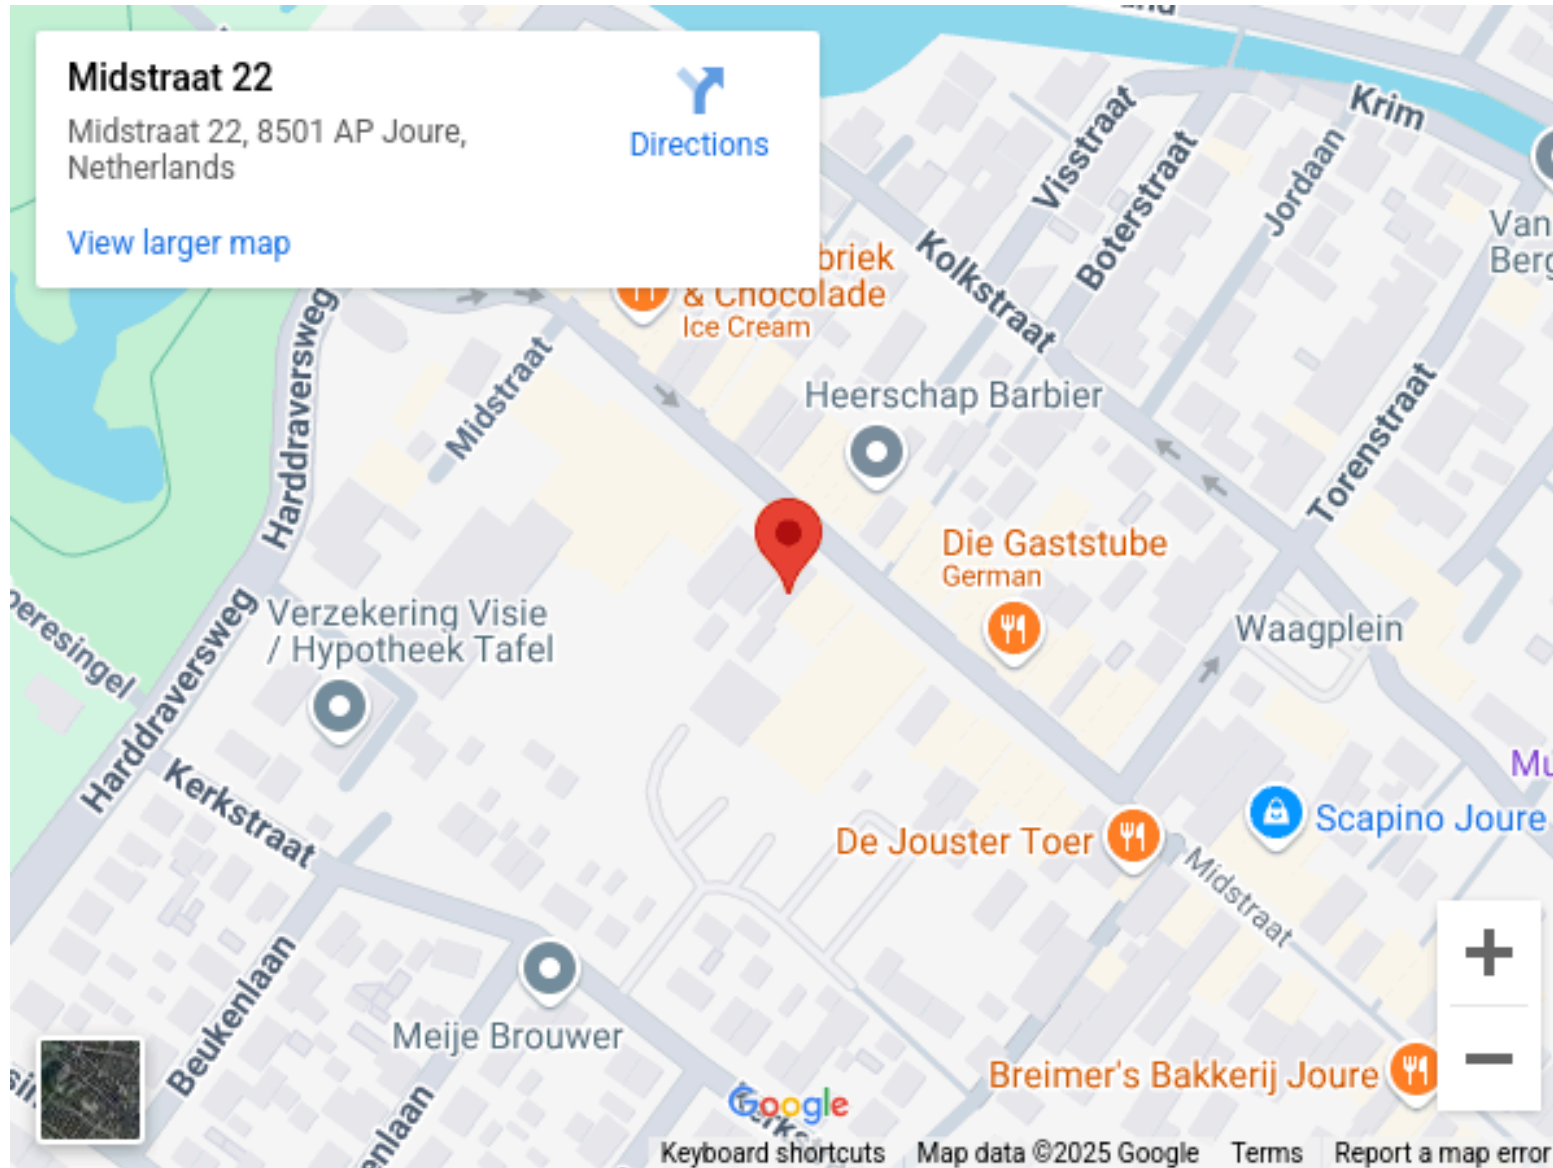 Midstraat 22
Midstraat 22, 8501 AP Joure,
Netherlands
Directions
View larger map
Krim
Visstraat
Boterstraat
Jordaan
Van
Kolkstraat
& Chocolade
Ice Cream
Harddraversweg
Midstraat
Heerschap Barbier
Torenstraat
Die Gaststube
German
Verzekering Visie
/ Hypotheek Tafel
Waagplein
Harddraversweg
Kerkstraat
Scapino Joure
De Jouster Toer
Midstraat
Beukenlaan
Meije Brouwer
Breimer's Bakkerij Joure
Google
Keyboard shortcuts
Map data ©2025 Google
Terms
Report a map error